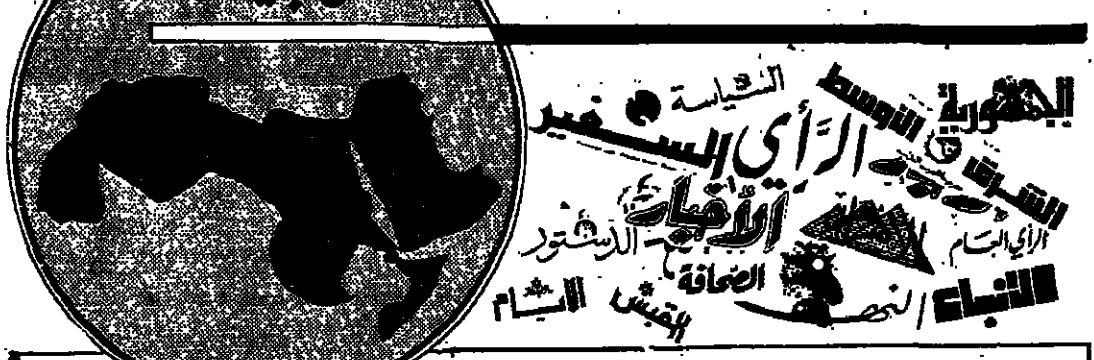 السياسة
الجمهورية
السفير
الرأي
الشرق الأوسط
الأخبار
الدستور
الرأي العام
الصحافة
الأنباء
النهار
القبس
الأيام